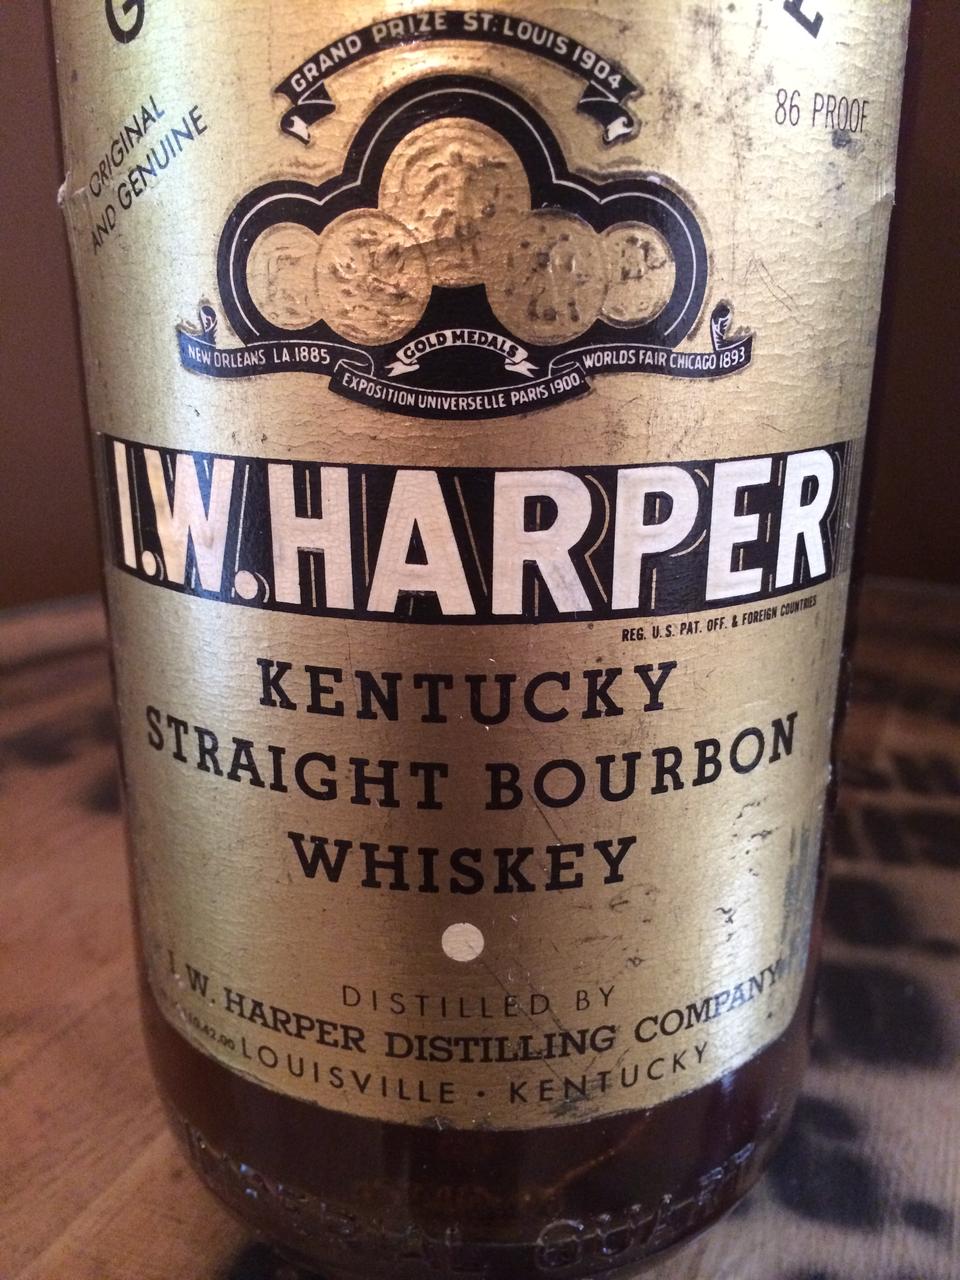 GRAND PRIZE ST. LOUIS 1904
86 PROOF
ORIGINAL
AND GENUINE
GOLD MEDALS
NEW ORLEANS LA.1885
EXPOSITION UNIVERSELLE PARIS 1900.
WORLDS FAIR CHICAGO 1893
I.W.HARPER
REG. U.S. PAT. OFF. & FOREIGN COUNTRIES
KENTUCKY
STRAIGHT BOURBON
WHISKEY
DISTILLED BY
I. W. HARPER DISTILLING COMPANY
LOUISVILLE · KENTUCKY
IMPERIAL QUART